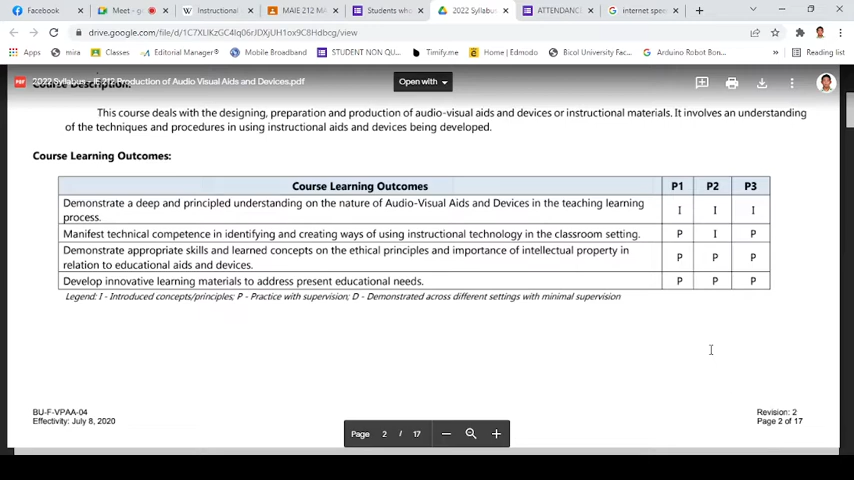 Facebook
Meet - g
Instructional
MAIE 212 MA
Students who
2022 Syllabus
ATTENDANC
internet spee
drive.google.com/file/d/1C7XLIKzGC4lq06rJDXjUH1ox9C8Hdbcg/view
Apps
mira
Classes
Editorial Manager®
Mobile Broadband
STUDENT NON QU...
Timify.me
Home | Edmodo
Bicol University Fac...
Arduino Robot Bon...
Reading list
PDF
2022 Syllabus - IE 212 Production of Audio Visual Aids and Devices.pdf
Open with
Course Description:
This course deals with the designing, preparation and production of audio-visual aids and devices or instructional materials. It involves an understanding
of the techniques and procedures in using instructional aids and devices being developed.
Course Learning Outcomes:
Course Learning Outcomes P1 P2 P3
Demonstrate a deep and principled understanding on the nature of Audio-Visual Aids and Devices in the teaching learning
process. I I I
Manifest technical competence in identifying and creating ways of using instructional technology in the classroom setting. P I P
Demonstrate appropriate skills and learned concepts on the ethical principles and importance of intellectual property in
relation to educational aids and devices. P P P
Develop innovative learning materials to address present educational needs. P P P
Legend: I - Introduced concepts/principles; P - Practice with supervision; D - Demonstrated across different settings with minimal supervision
BU-F-VPAA-04
Effectivity: July 8, 2020
Revision: 2
Page 2 of 17
Page 2 / 17